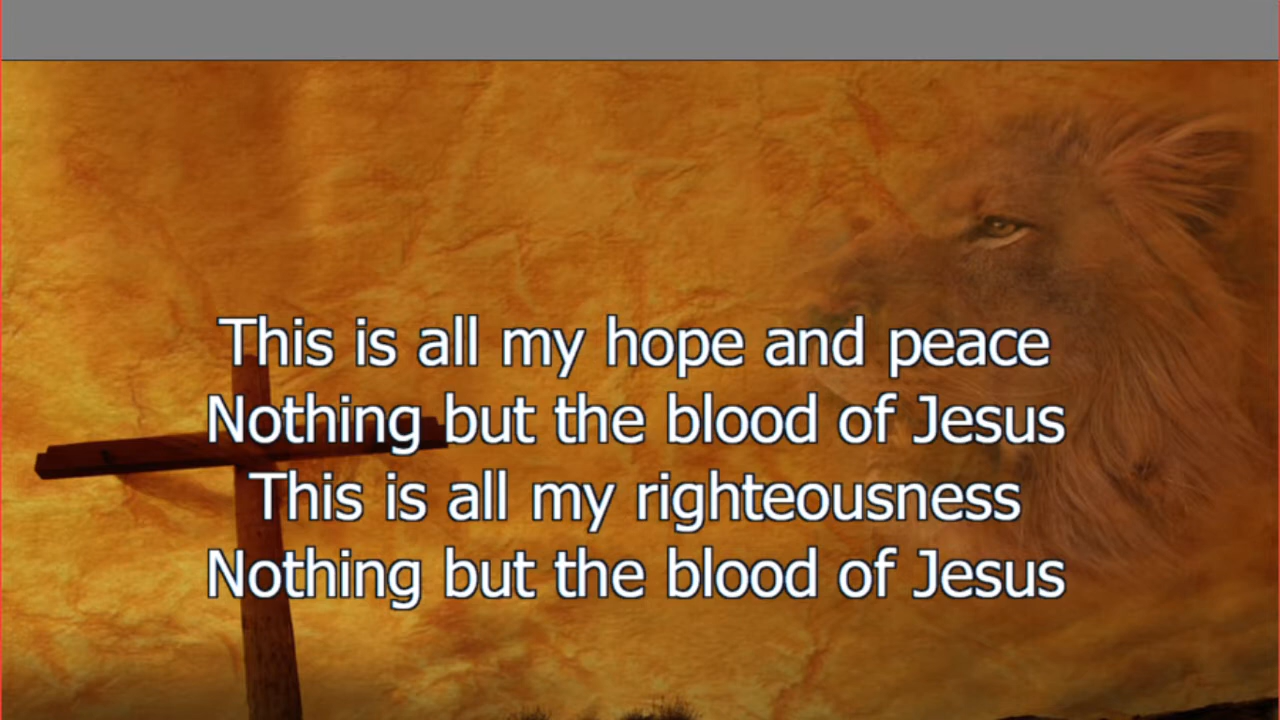 This is all my hope and peace
Nothing but the blood of Jesus
This is all my righteousness
Nothing but the blood of Jesus